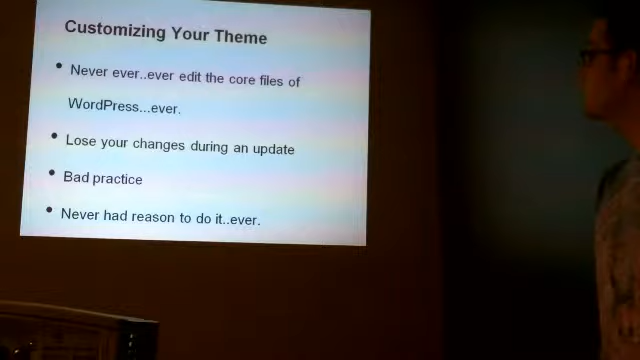 Customizing Your Theme
• Never ever..ever edit the core files of
WordPress...ever.
• Lose your changes during an update
• Bad practice
• Never had reason to do it..ever.